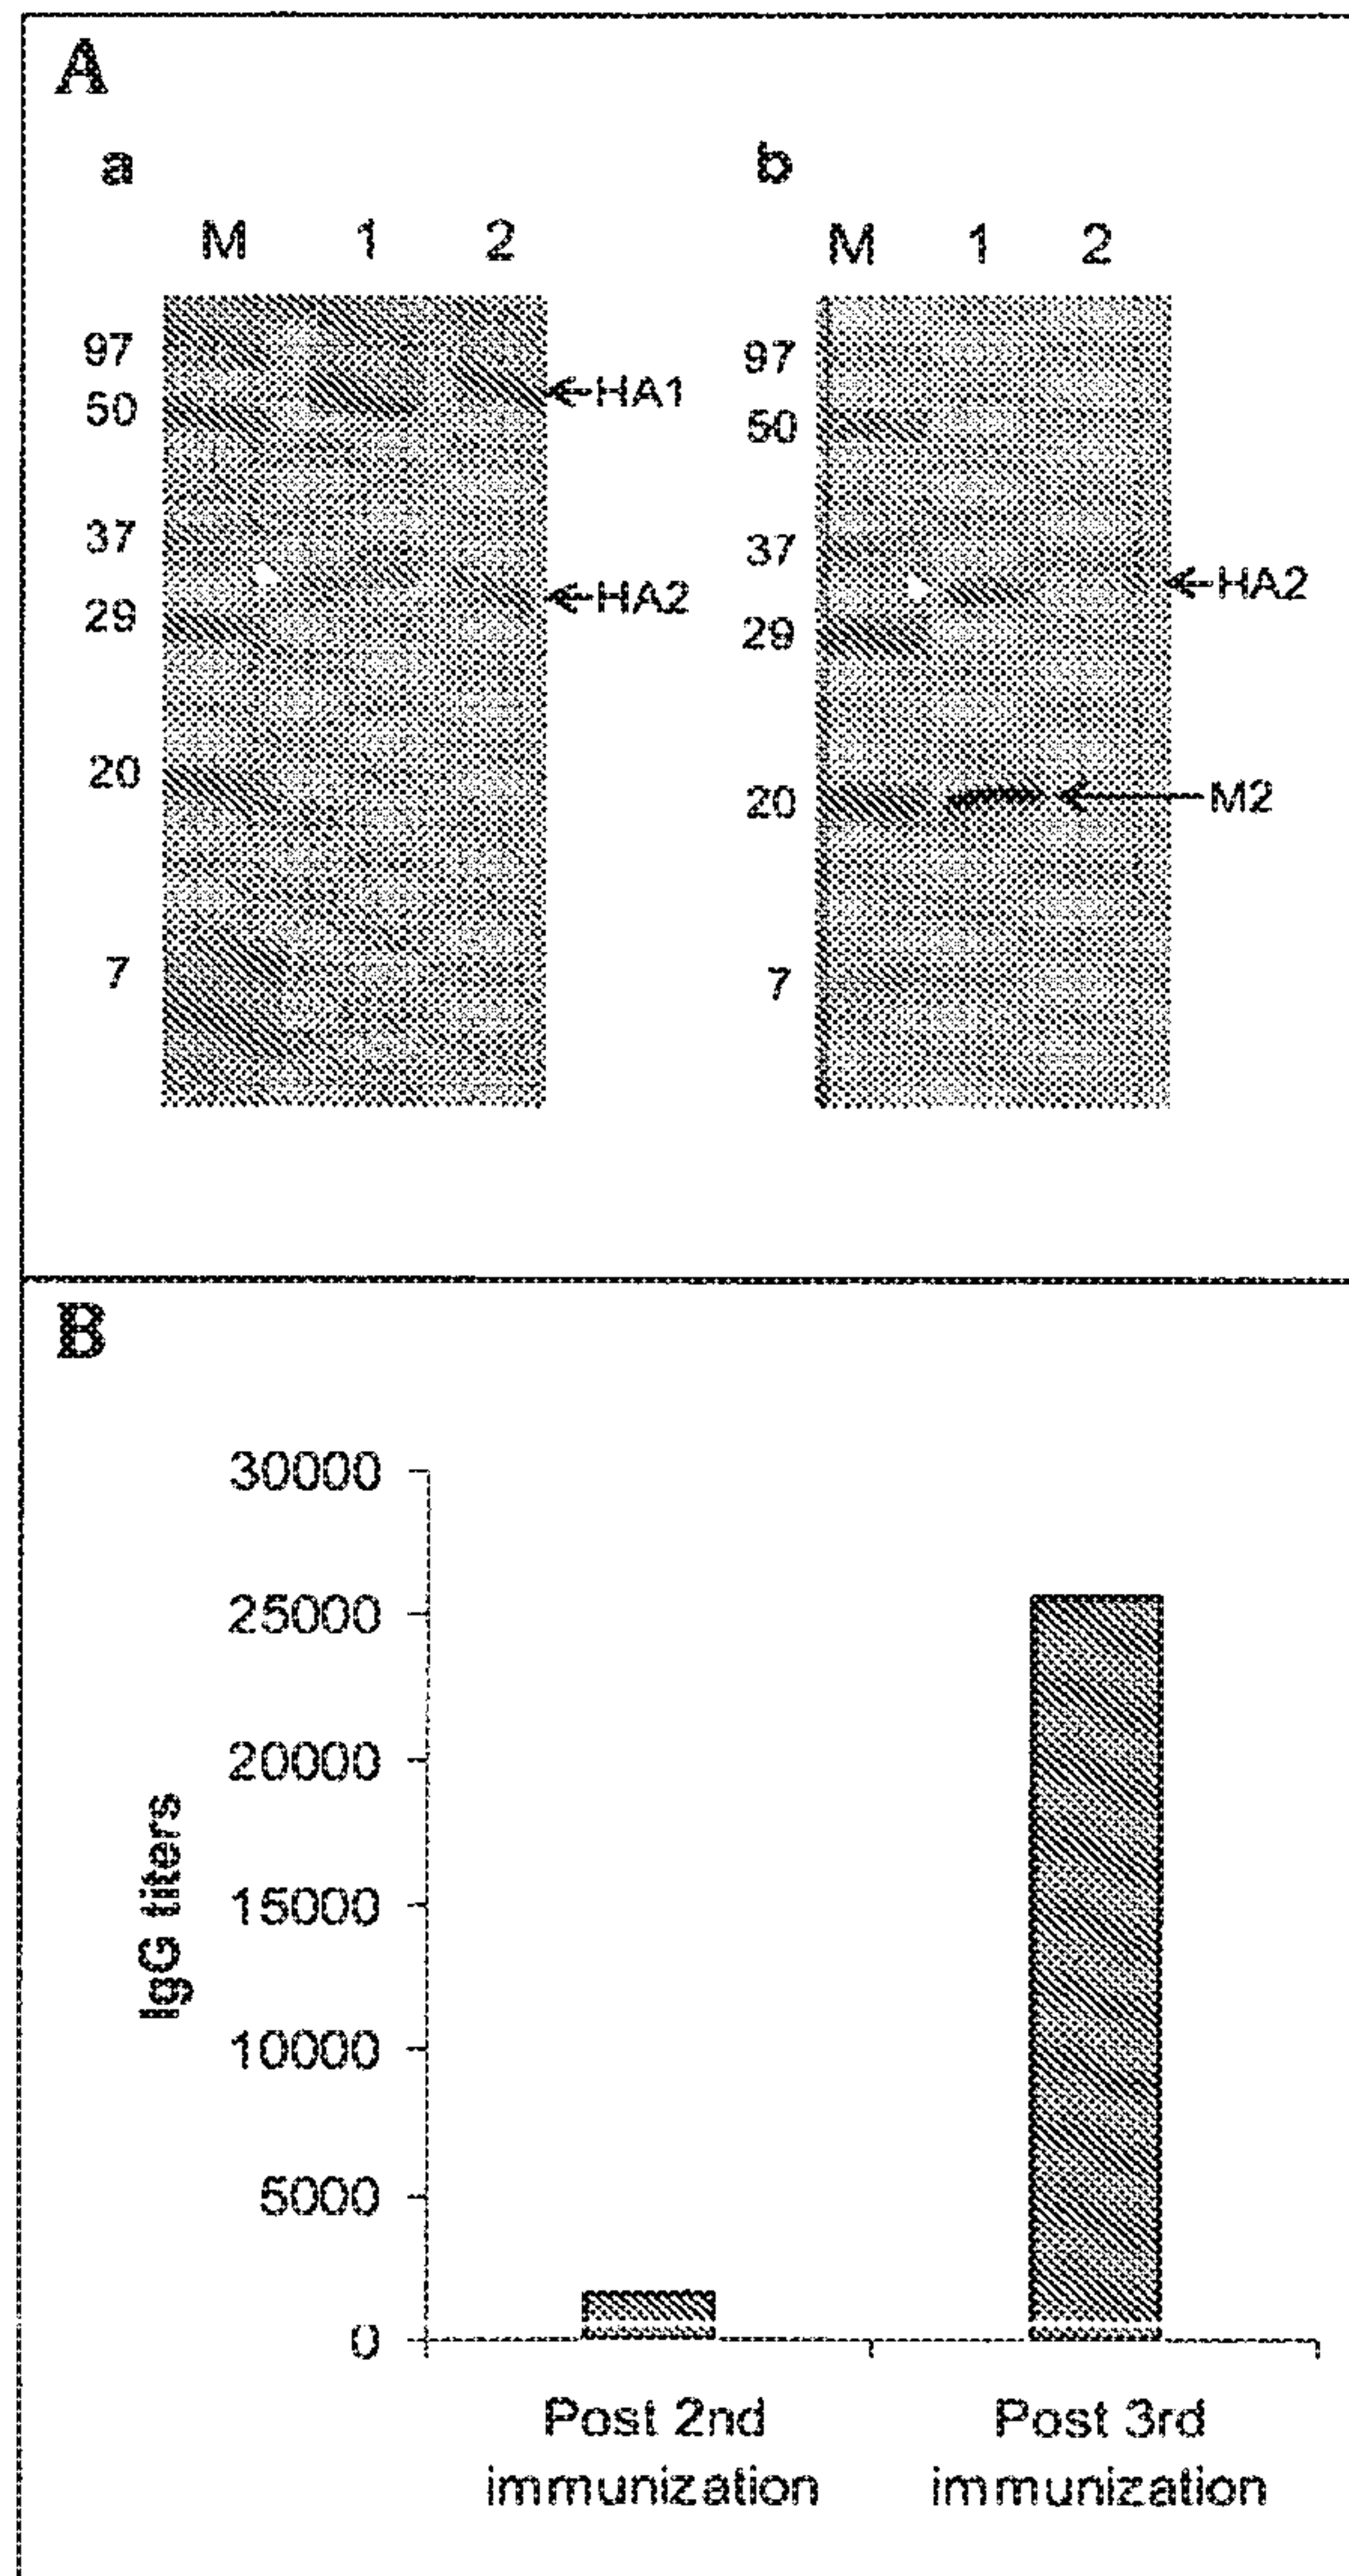 A
a
M 1 2
97
50
37
29
20
7
HA1
HA2
b
M 1 2
97
50
37
29
20
7
HA2
M2
B
30000
25000
20000
15000
10000
5000
0
IgG titers
Post 2nd
immunization
Post 3rd
immunization